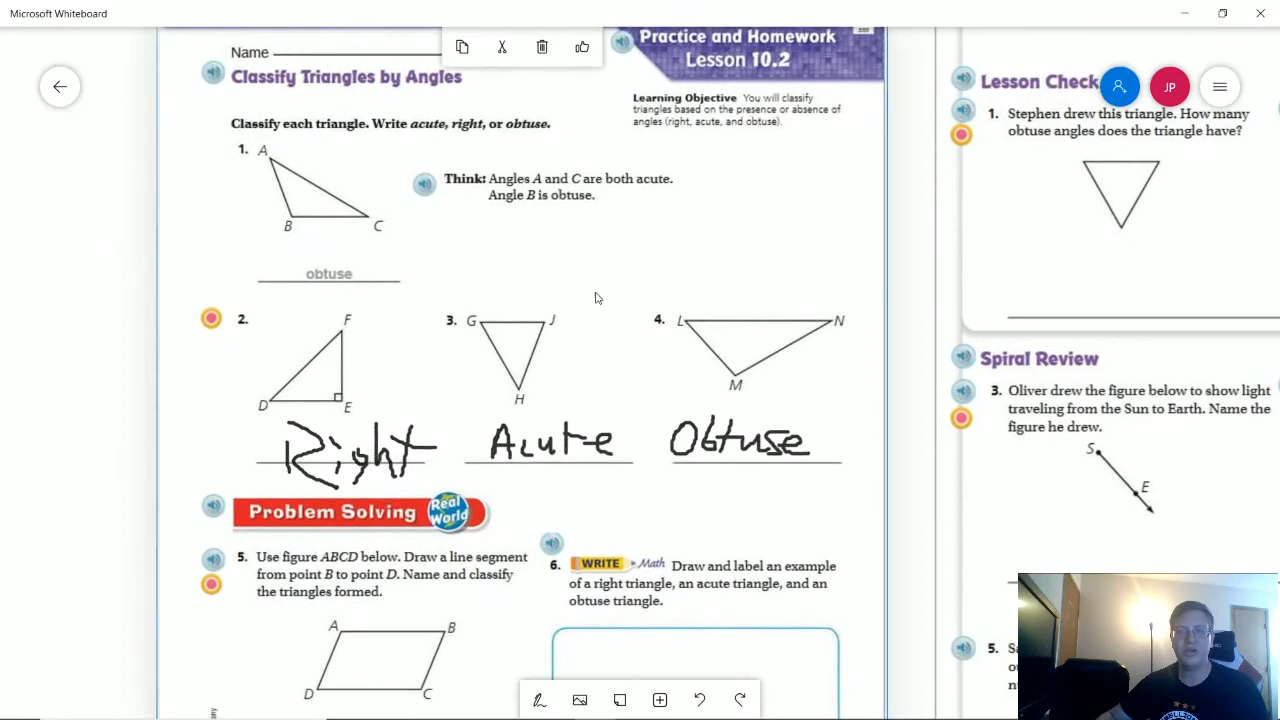 Microsoft Whiteboard
Name
Practice and Homework
Lesson 10.2
Classify Triangles by Angles
Learning Objective You will classify
triangles based on the presence or absence of
angles (right, acute, and obtuse).
Classify each triangle. Write acute, right, or obtuse.
1.
A
B
C
Think: Angles A and C are both acute.
Angle B is obtuse.
obtuse
2.
F
D
E
3.
G
J
H
4.
L
N
M
Right
Acute
Obtuse
Problem Solving
Real
World
5. Use figure ABCD below. Draw a line segment
from point B to point D. Name and classify
the triangles formed.
A
B
D
C
6. WRITE Math Draw and label an example
of a right triangle, an acute triangle, and an
obtuse triangle.
Lesson Check
JP
1. Stephen drew this triangle. How many
obtuse angles does the triangle have?
Spiral Review
3. Oliver drew the figure below to show light
traveling from the Sun to Earth. Name the
figure he drew.
S
E
5.